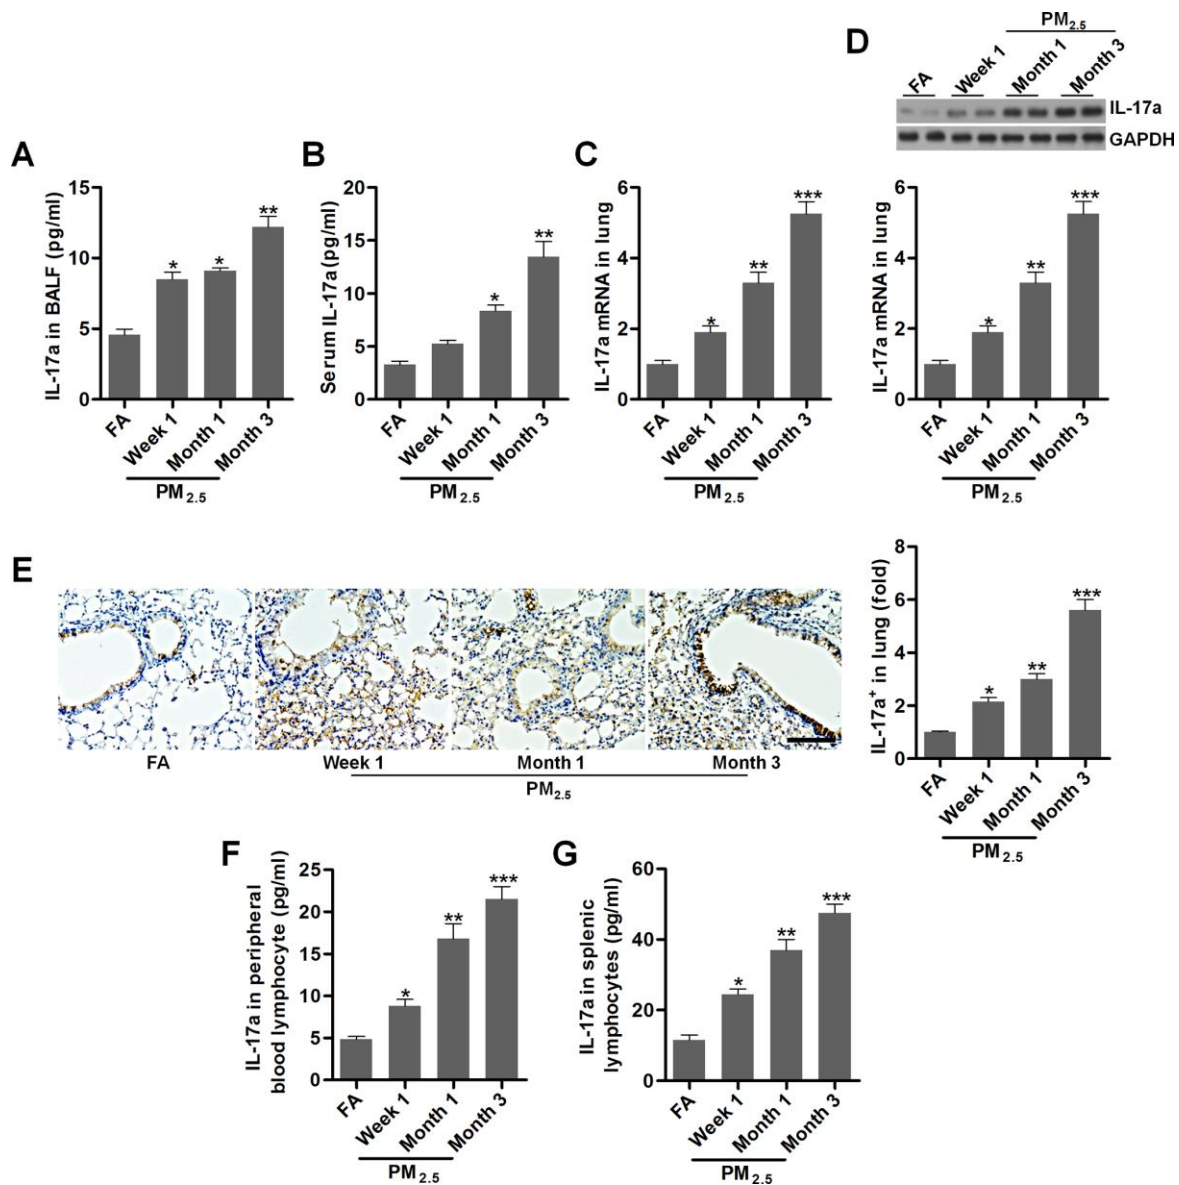 D
PM2.5
FA
Week 1
Month 1
Month 3
IL-17a
GAPDH
A
IL-17a in BALF (pg/ml)
15
10
5
0
*
*
**
FA
Week 1
Month 1
Month 3
PM2.5
B
Serum IL-17a(pg/ml)
20
15
10
5
0
*
**
FA
Week 1
Month 1
Month 3
PM2.5
C
IL-17a mRNA in lung
6
4
2
0
*
**
***
FA
Week 1
Month 1
Month 3
PM2.5
IL-17a mRNA in lung
6
4
2
0
*
**
***
FA
Week 1
Month 1
Month 3
PM2.5
E
FA
Week 1
Month 1
Month 3
PM2.5
IL-17a+ in lung (fold)
8
6
4
2
0
*
**
***
FA
Week 1
Month 1
Month 3
PM2.5
F
IL-17a in peripheral
blood lymphocyte (pg/ml)
25
20
15
10
5
0
*
**
***
FA
Week 1
Month 1
Month 3
PM2.5
G
IL-17a in splenic
lymphocytes (pg/ml)
60
40
20
0
*
**
***
FA
Week 1
Month 1
Month 3
PM2.5